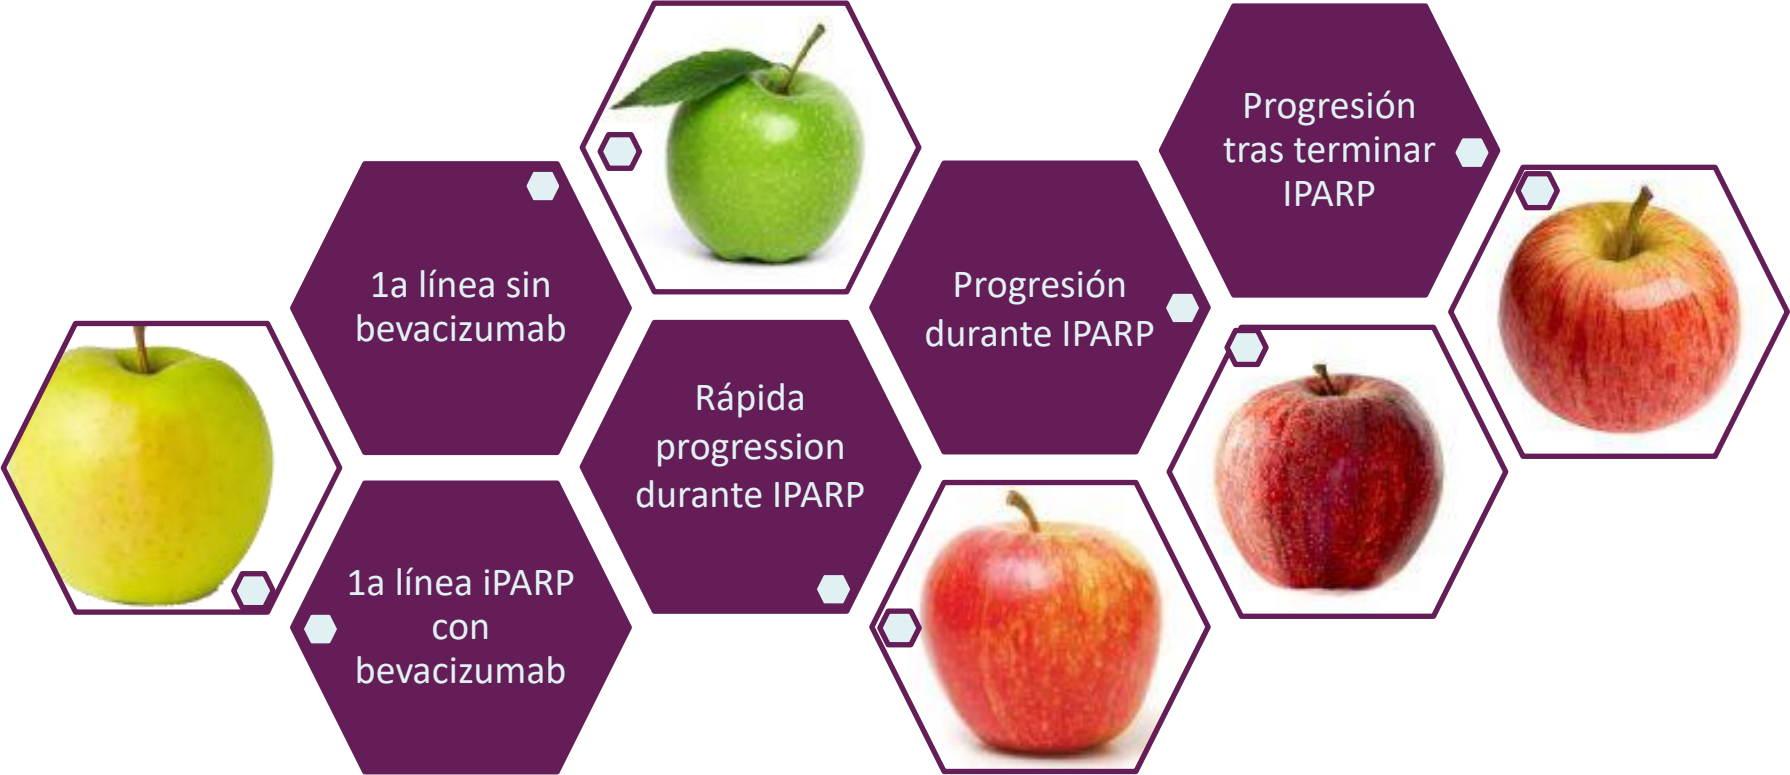 1a línea sin
bevacizumab
1a línea iPARP
con
bevacizumab
Rápida
progression
durante IPARP
Progresión
durante IPARP
Progresión
tras terminar
IPARP